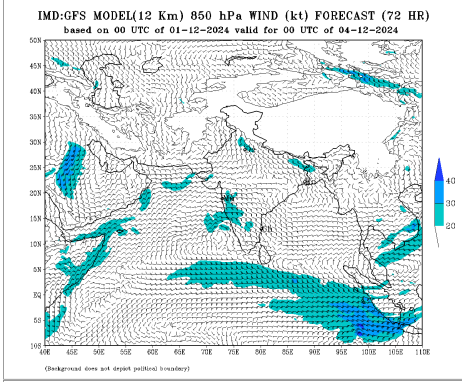 IMD:GFS MODEL(12 Km) 850 hPa WIND (kt) FORECAST (72 HR)
based on 00 UTC of 01-12-2024 valid for 00 UTC of 04-12-2024
50N
45N
40N
35N
30N
25N
20N
15N
10N
5N
EQ
5S
10S
40E 45E 50E 55E 60E 65E 70E 75E 80E 85E 90E 95E 100E 105E 110E
40
30
20
(Background does not depict political boundary)